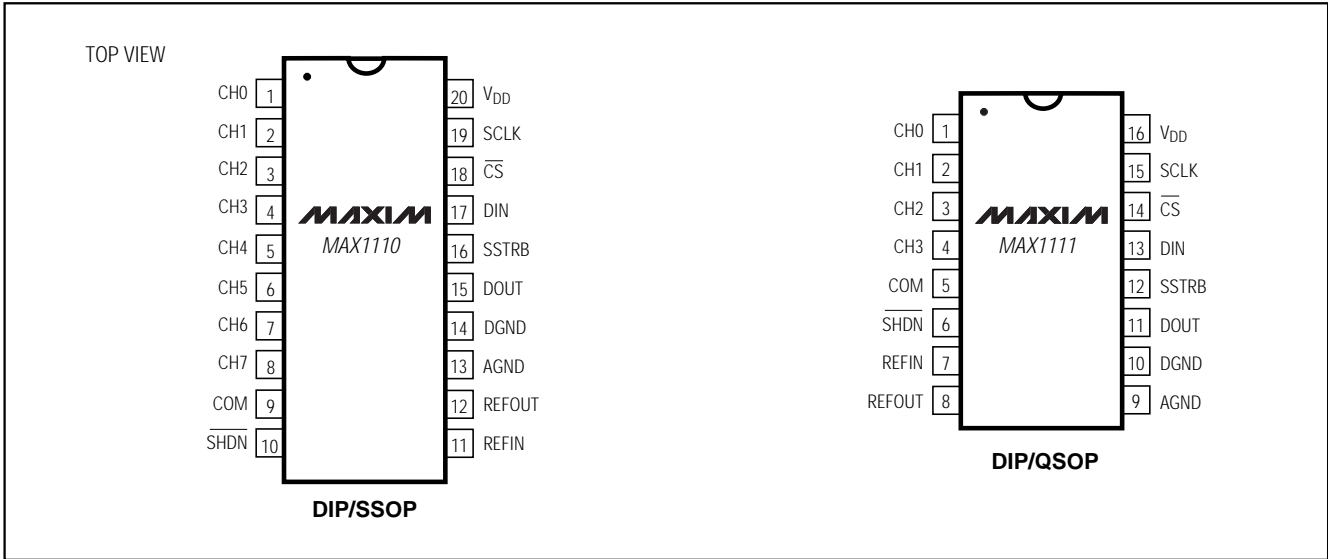 TOP VIEW
CH0 1 20 VDD
CH1 2 19 SCLK
CH2 3 18 CS
CH3 4 17 DIN
CH4 5 16 SSTRB
CH5 6 15 DOUT
CH6 7 14 DGND
CH7 8 13 AGND
COM 9 12 REFOUT
SHDN 10 11 REFIN
MAXIM
MAX1110
DIP/SSOP
CH0 1 16 VDD
CH1 2 15 SCLK
CH2 3 14 CS
CH3 4 13 DIN
COM 5 12 SSTRB
SHDN 6 11 DOUT
REFIN 7 10 DGND
REFOUT 8 9 AGND
MAXIM
MAX1111
DIP/QSOP